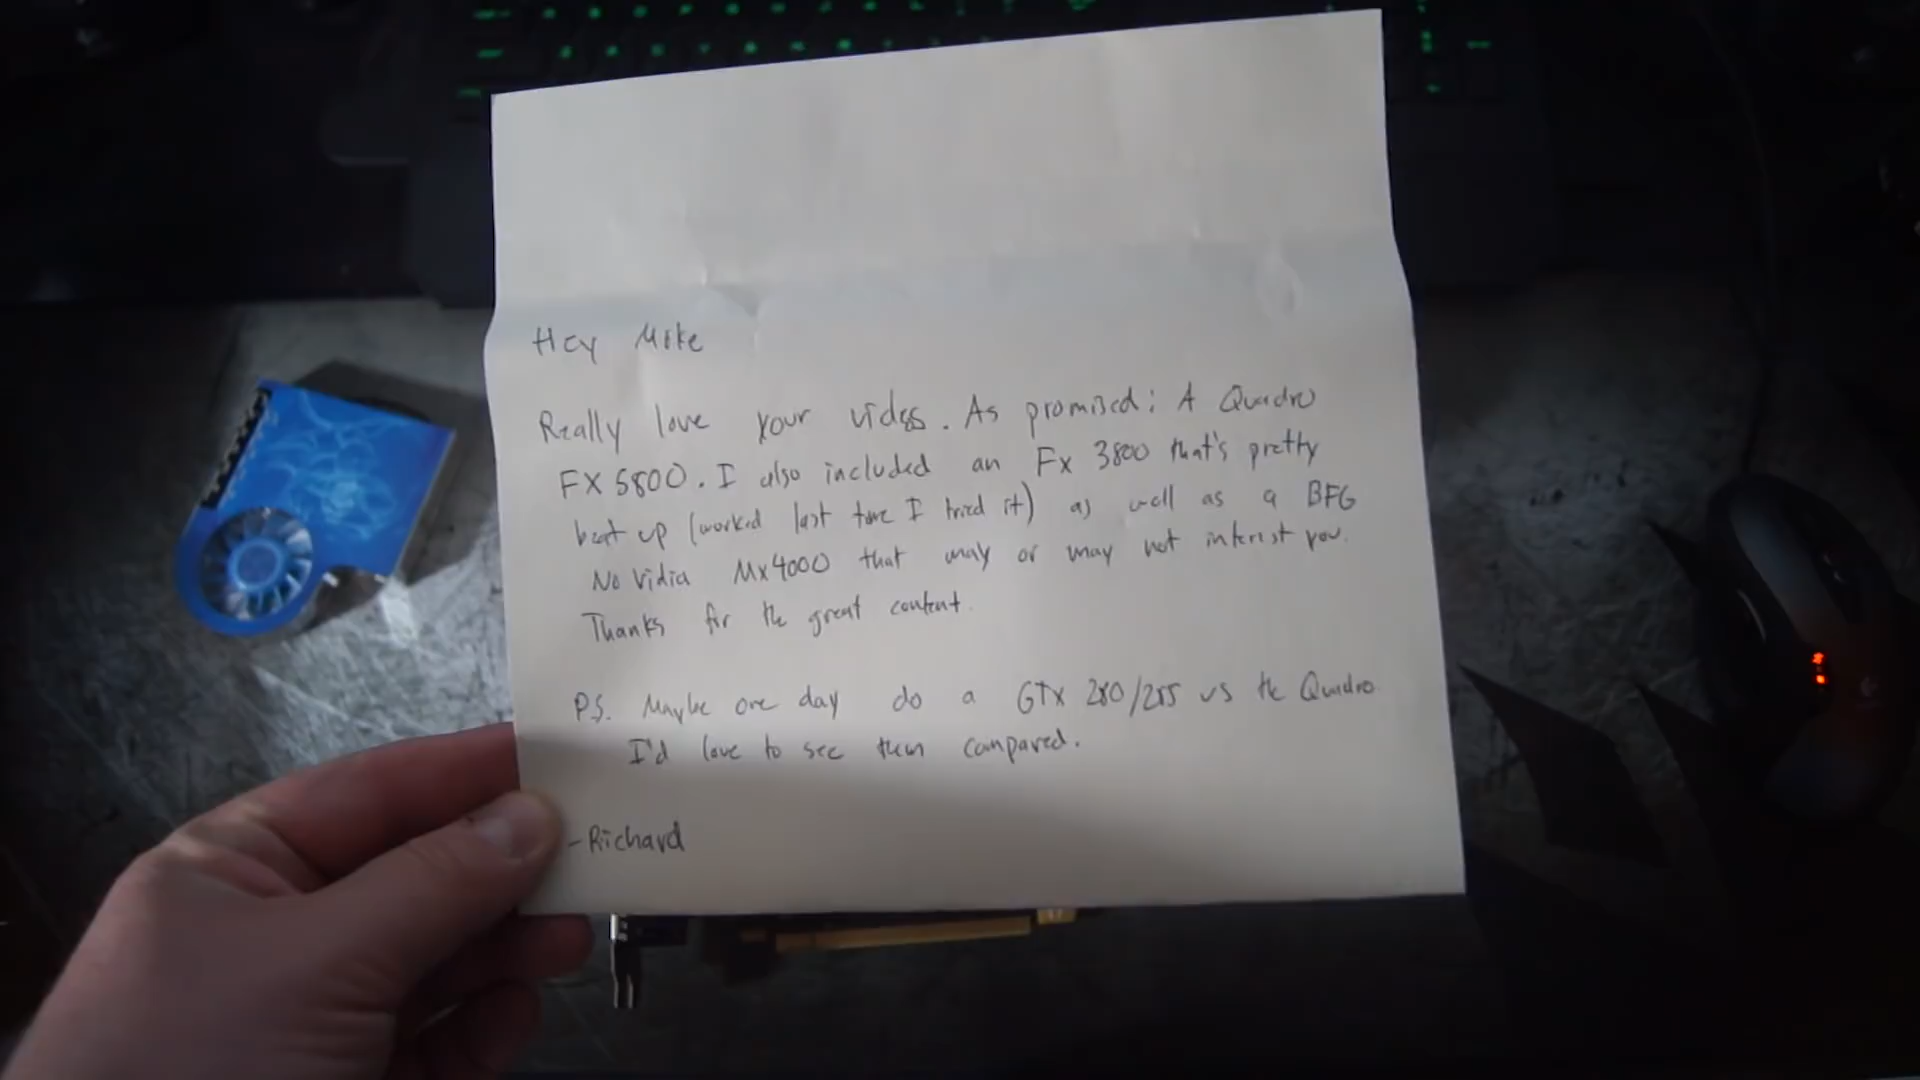 Hey Mike
Really love your videos. As promised: A Quadro
FX 5800. I also included an FX 3800 that's pretty
beat up (worked last time I tried it) as well as a BFG
NoVidia MX4000 that may or may not interest you.
Thanks for the great content.
P.S. Maybe one day do a GTX 280/285 vs the Quadro.
I'd love to see them compared.
-Richard